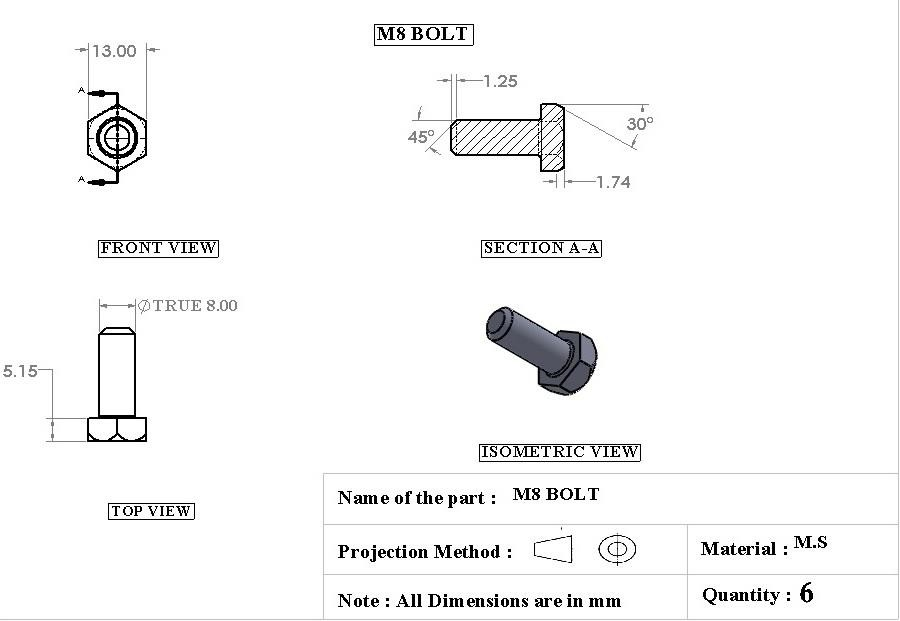 M8 BOLT
13.00
A
A
FRONT VIEW
1.25
45°
30°
1.74
SECTION A-A
∅TRUE 8.00
5.15
TOP VIEW
ISOMETRIC VIEW
Name of the part : M8 BOLT
Projection Method :
Material : M.S
Note : All Dimensions are in mm
Quantity : 6